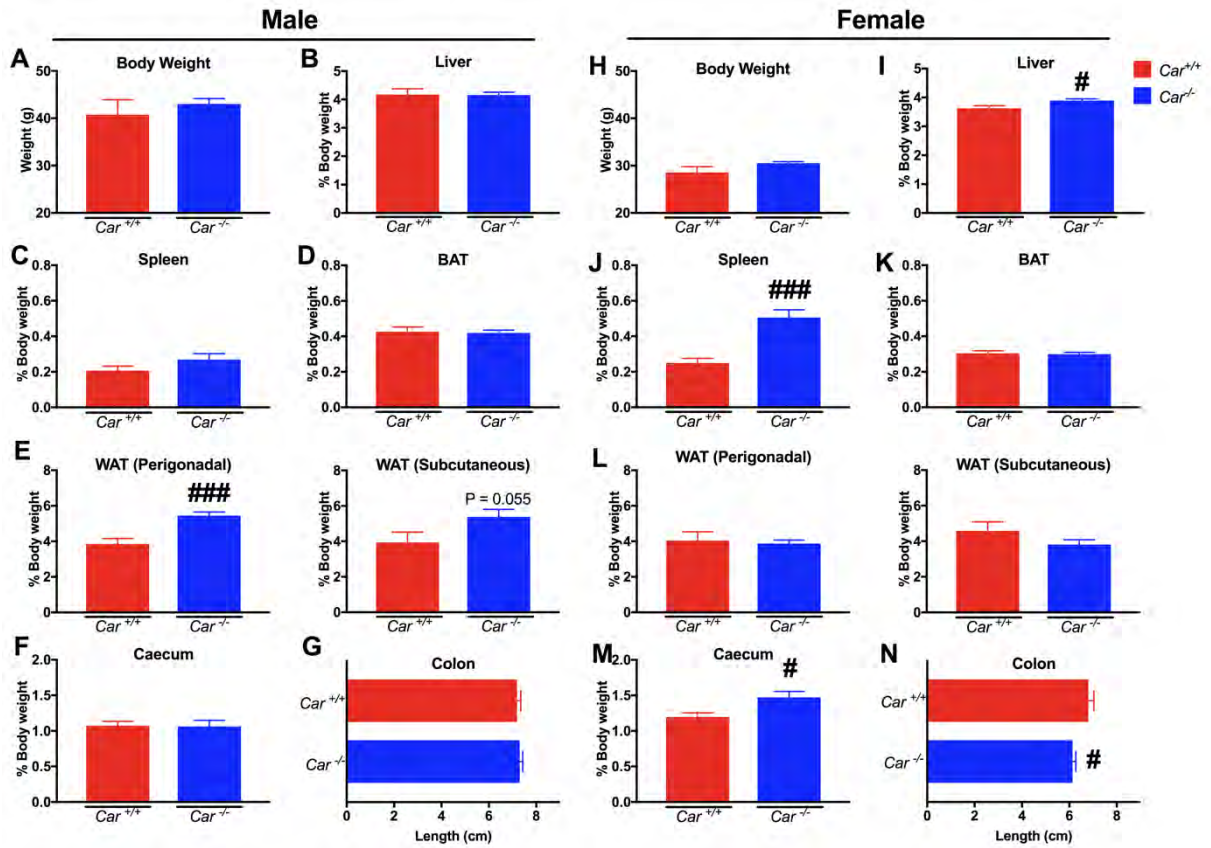 Male
Female
A
Body Weight
Weight (g)
50
40
30
20
Car +/+
Car -/-
B
Liver
% Body weight
5
4
3
2
1
0
Car +/+
Car -/-
H
Body Weight
Weight (g)
50
40
30
20
Car +/+
Car -/-
I
Liver
#
% Body weight
5
4
3
2
1
0
Car +/+
Car -/-
Car+/+
Car-/-
C
Spleen
% Body weight
0.8
0.6
0.4
0.2
0.0
Car +/+
Car -/-
D
BAT
% Body weight
0.8
0.6
0.4
0.2
0.0
Car +/+
Car -/-
J
Spleen
###
% Body weight
0.8
0.6
0.4
0.2
0.0
Car +/+
Car -/-
K
BAT
% Body weight
0.8
0.6
0.4
0.2
0.0
Car +/+
Car -/-
E
WAT (Perigonadal)
###
% Body weight
8
6
4
2
0
Car +/+
Car -/-
WAT (Subcutaneous)
P = 0.055
% Body weight
8
6
4
2
0
Car +/+
Car -/-
L
WAT (Perigonadal)
% Body weight
8
6
4
2
0
Car +/+
Car -/-
WAT (Subcutaneous)
% Body weight
8
6
4
2
0
Car +/+
Car -/-
F
Caecum
% Body weight
2.0
1.5
1.0
0.5
0.0
Car +/+
Car -/-
G
Colon
Car +/+
Car -/-
0 2 4 6 8
Length (cm)
M
Caecum
#
% Body weight
2.0
1.5
1.0
0.5
0.0
Car +/+
Car -/-
N
Colon
Car +/+
Car -/-
#
0 2 4 6 8
Length (cm)